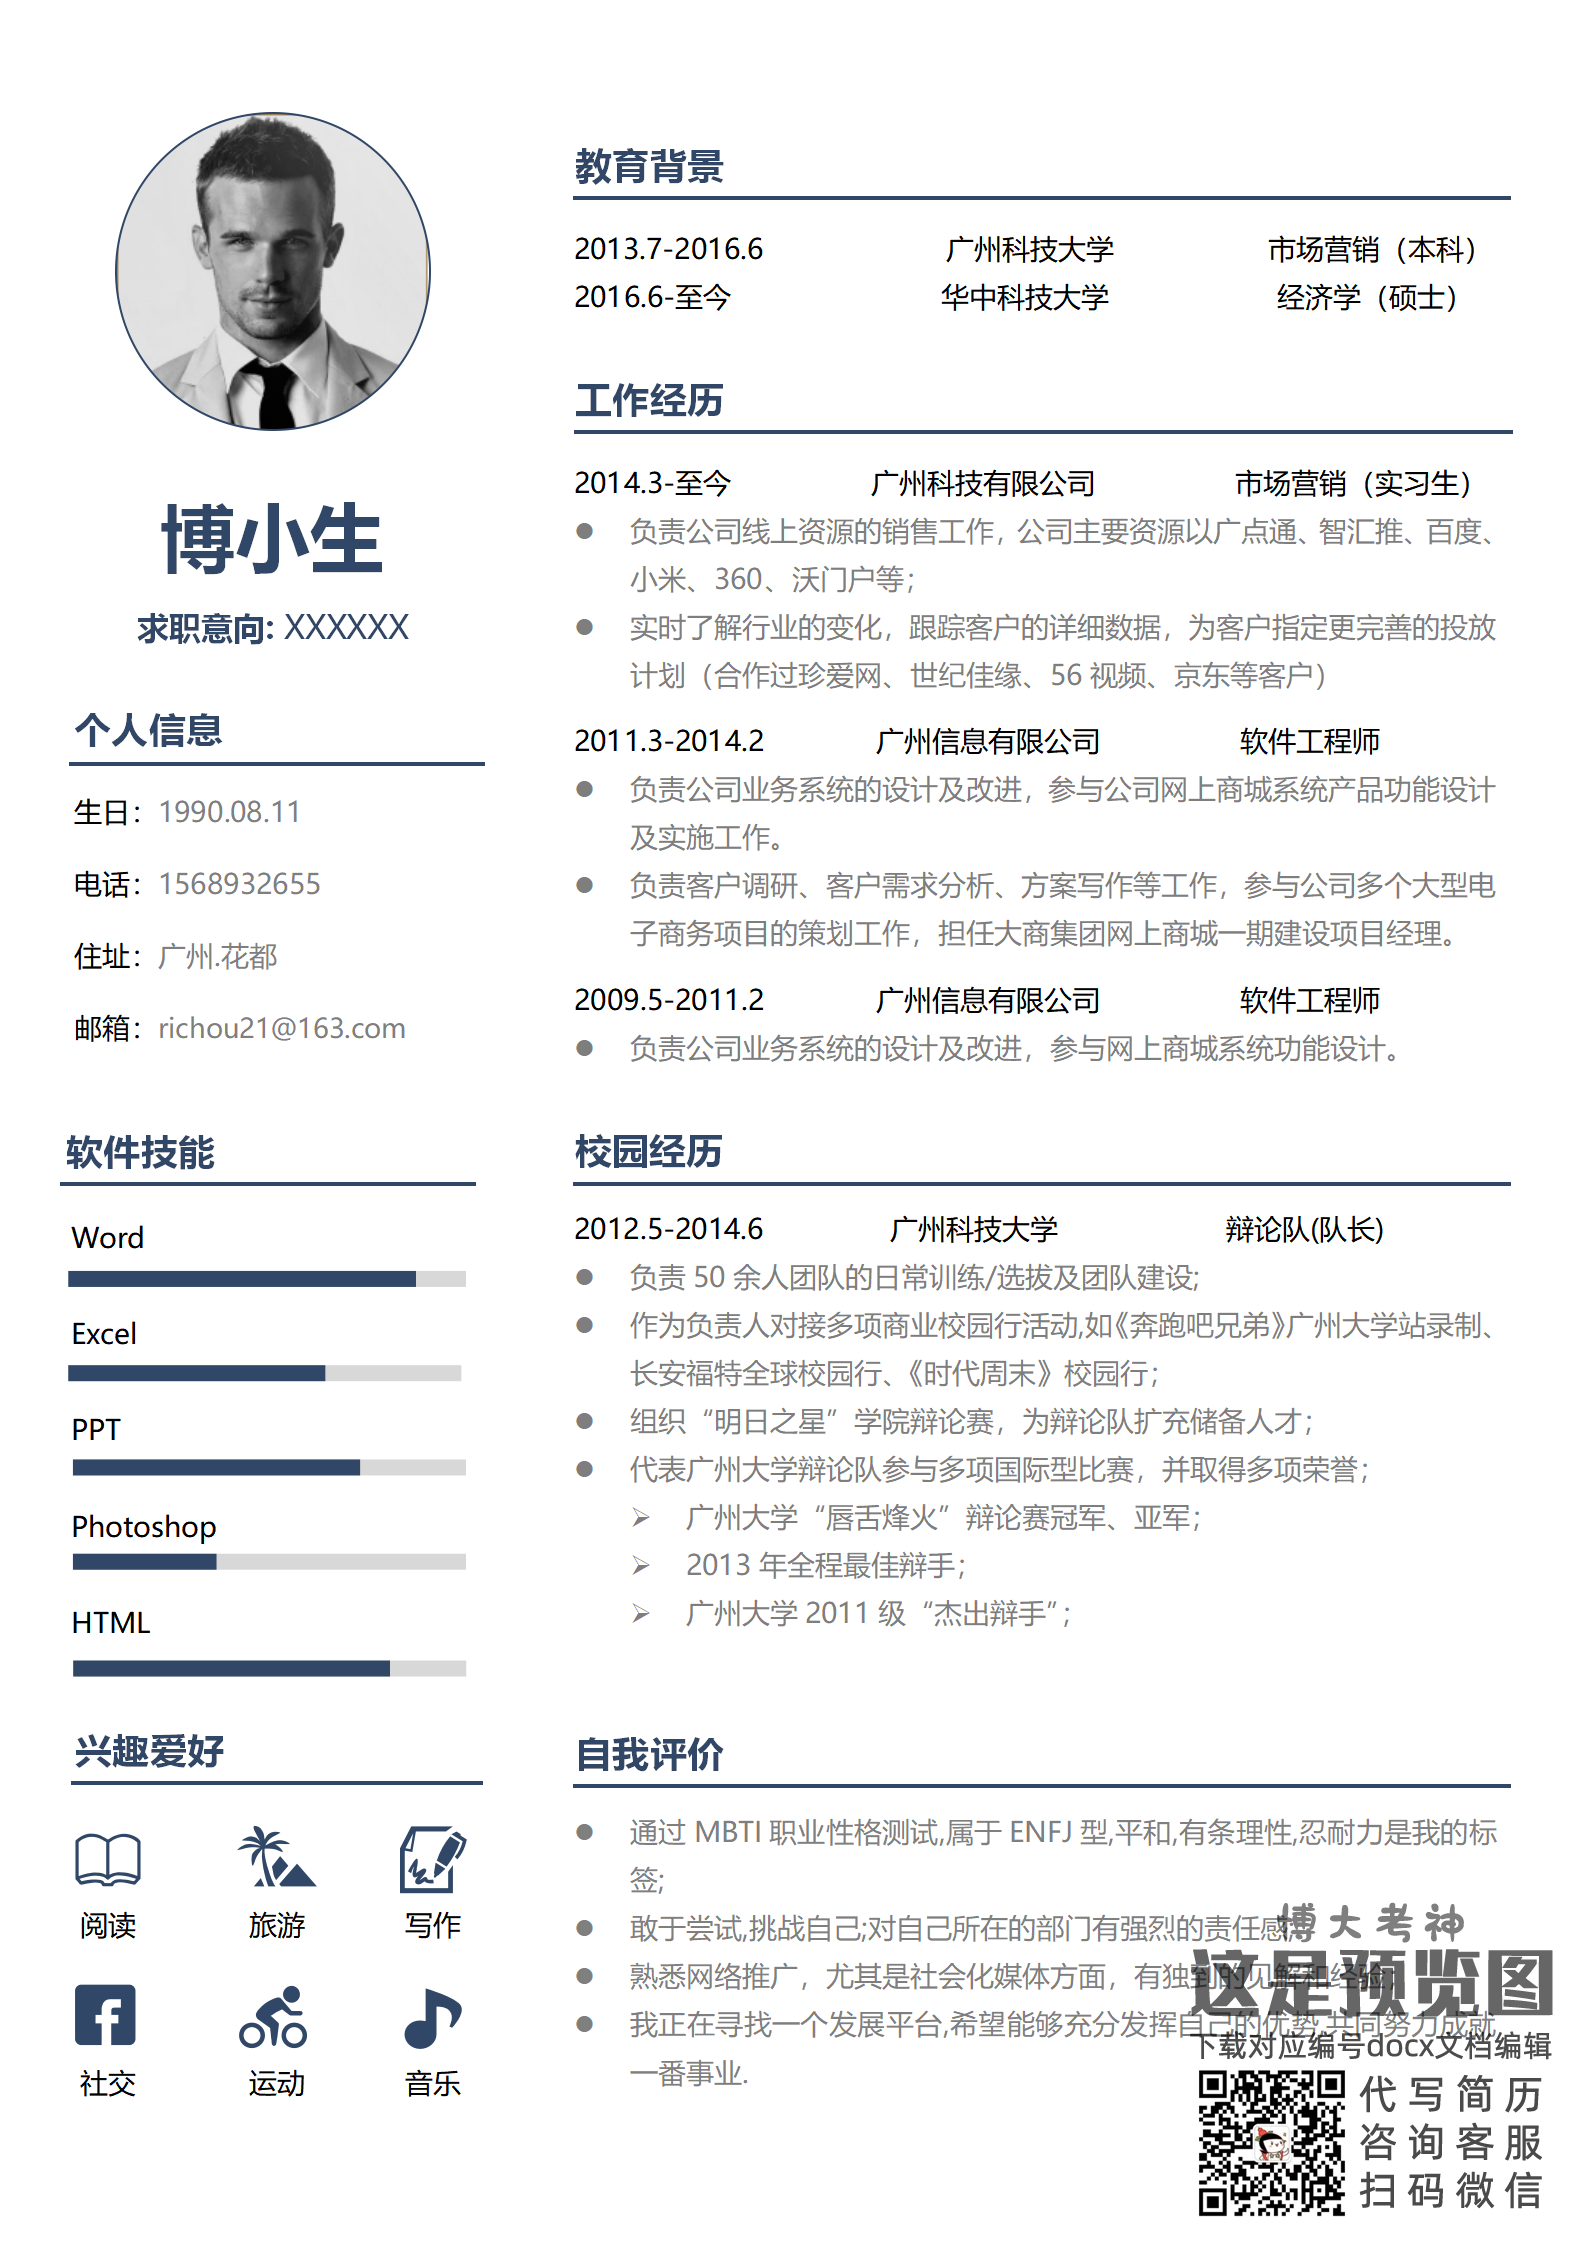 博小生
求职意向: XXXXXX
个人信息
生日：1990.08.11
电话：1568932655
住址：广州.花都
邮箱：richou21@163.com
软件技能
Word
Excel
PPT
Photoshop
HTML
兴趣爱好
阅读 旅游 写作
社交 运动 音乐
教育背景
2013.7-2016.6 广州科技大学 市场营销（本科）
2016.6-至今 华中科技大学 经济学（硕士）
工作经历
2014.3-至今 广州科技有限公司 市场营销（实习生）
● 负责公司线上资源的销售工作，公司主要资源以广点通、智汇推、百度、
小米、360、沃门户等；
● 实时了解行业的变化，跟踪客户的详细数据，为客户指定更完善的投放
计划（合作过珍爱网、世纪佳缘、56 视频、京东等客户）
2011.3-2014.2 广州信息有限公司 软件工程师
● 负责公司业务系统的设计及改进，参与公司网上商城系统产品功能设计
及实施工作。
● 负责客户调研、客户需求分析、方案写作等工作，参与公司多个大型电
子商务项目的策划工作，担任大商集团网上商城一期建设项目经理。
2009.5-2011.2 广州信息有限公司 软件工程师
● 负责公司业务系统的设计及改进，参与网上商城系统功能设计。
校园经历
2012.5-2014.6 广州科技大学 辩论队(队长)
● 负责 50 余人团队的日常训练/选拔及团队建设;
● 作为负责人对接多项商业校园行活动,如《奔跑吧兄弟》广州大学站录制、
长安福特全球校园行、《时代周末》校园行；
● 组织“明日之星”学院辩论赛，为辩论队扩充储备人才；
● 代表广州大学辩论队参与多项国际型比赛，并取得多项荣誉；
➢ 广州大学“唇舌烽火”辩论赛冠军、亚军；
➢ 2013 年全程最佳辩手；
➢ 广州大学 2011 级“杰出辩手”；
自我评价
● 通过 MBTI 职业性格测试,属于 ENFJ 型,平和,有条理性,忍耐力是我的标
签;
● 敢于尝试,挑战自己;对自己所在的部门有强烈的责任感;
● 熟悉网络推广，尤其是社会化媒体方面，有独到的见解和经验;
● 我正在寻找一个发展平台,希望能够充分发挥自己的优势,共同努力成就
一番事业.
博大考神
这是预览图
下载对应编号docx文档编辑
代写简历
咨询客服
扫码微信